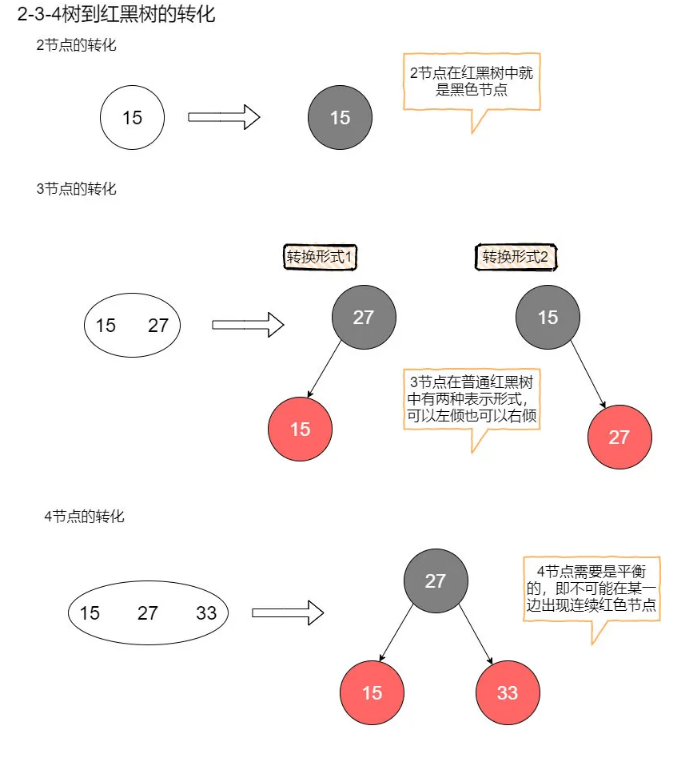 2-3-4树到红黑树的转化
2节点的转化
15
15
2节点在红黑树中就
是黑色节点
3节点的转化
转换形式1
转换形式2
15 27
27
15
15
27
3节点在普通红黑树
中有两种表示形式，
可以左倾也可以右倾
4节点的转化
15 27 33
27
15
33
4节点需要是平衡
的，即不可能在某一
边出现连续红色节点